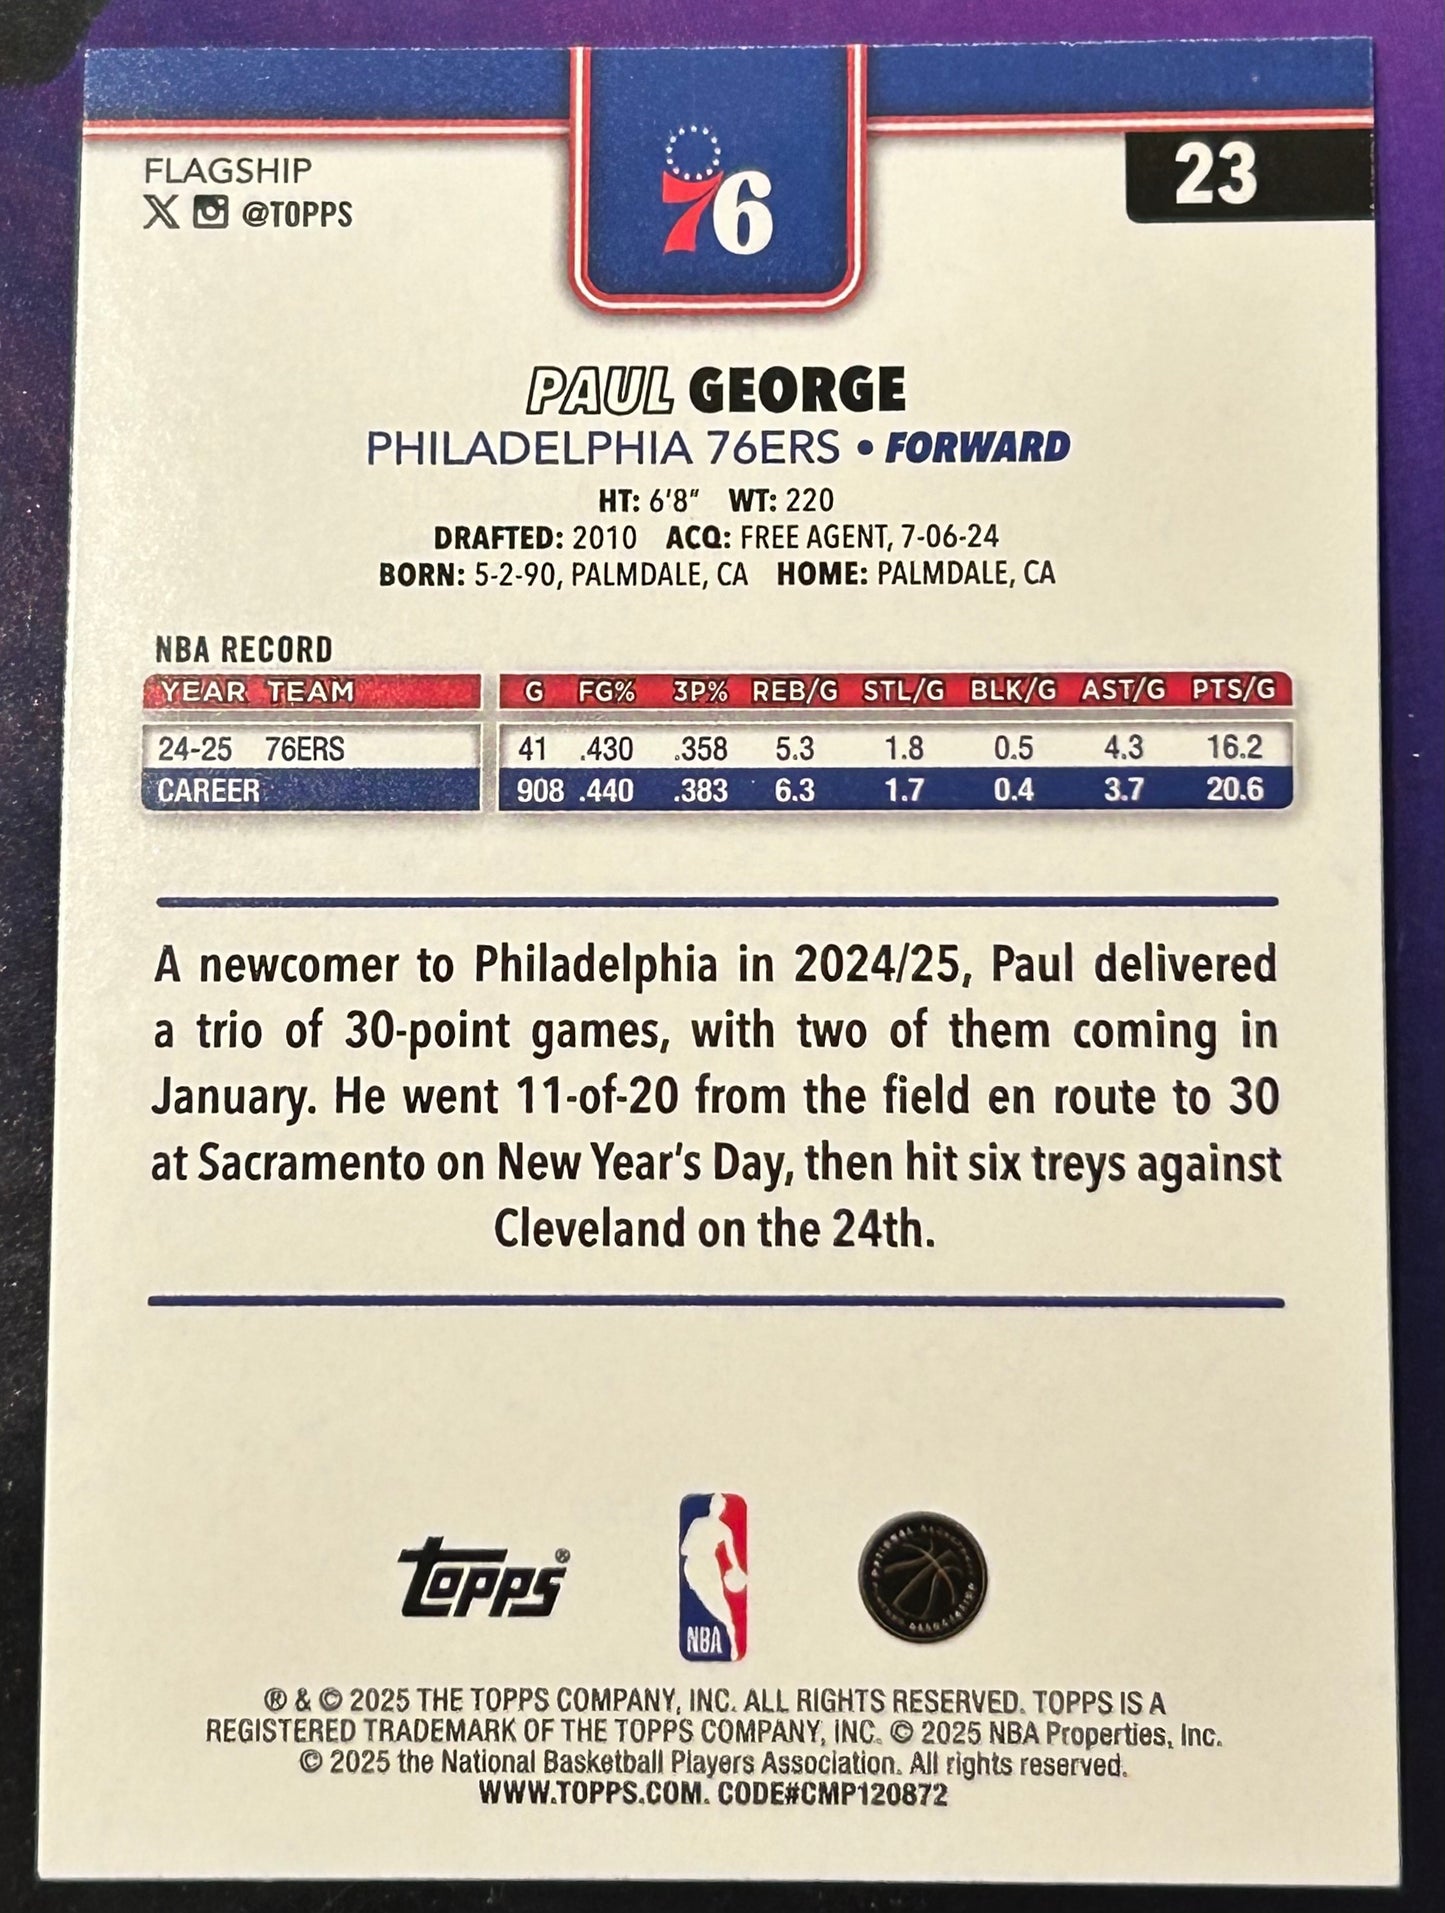 FLAGSHIP
X @TOPPS
76
23
PAUL GEORGE
PHILADELPHIA 76ERS • FORWARD
HT: 6'8" WT: 220
DRAFTED: 2010 ACQ: FREE AGENT, 7-06-24
BORN: 5-2-90, PALMDALE, CA HOME: PALMDALE, CA
NBA RECORD
YEAR TEAM G FG% 3P% REB/G STL/G BLK/G AST/G PTS/G
24-25 76ERS 41 .430 .358 5.3 1.8 0.5 4.3 16.2
CAREER 908 .440 .383 6.3 1.7 0.4 3.7 20.6
A newcomer to Philadelphia in 2024/25, Paul delivered
a trio of 30-point games, with two of them coming in
January. He went 11-of-20 from the field en route to 30
at Sacramento on New Year's Day, then hit six treys against
Cleveland on the 24th.
topps®
NBA
NATIONAL BASKETBALL PLAYERS ASSOCIATION
® & © 2025 THE TOPPS COMPANY, INC. ALL RIGHTS RESERVED. TOPPS IS A
REGISTERED TRADEMARK OF THE TOPPS COMPANY, INC. © 2025 NBA Properties, Inc.
© 2025 the National Basketball Players Association. All rights reserved.
WWW.TOPPS.COM. CODE#CMP120872